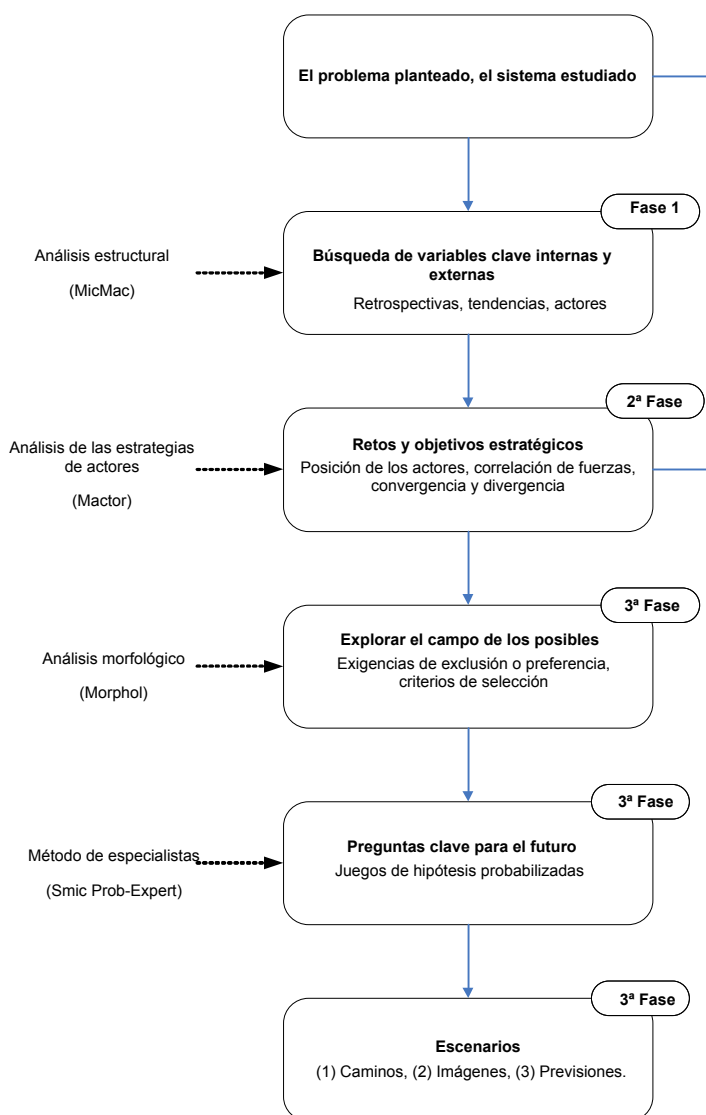 El problema planteado, el sistema estudiado
Fase 1
Análisis estructural
(MicMac)
Búsqueda de variables clave internas y
externas
Retrospectivas, tendencias, actores
2ª Fase
Análisis de las estrategias
de actores
(Mactor)
Retos y objetivos estratégicos
Posición de los actores, correlación de fuerzas,
convergencia y divergencia
3ª Fase
Análisis morfológico
(Morphol)
Explorar el campo de los posibles
Exigencias de exclusión o preferencia,
criterios de selección
3ª Fase
Método de especialistas
(Smic Prob-Expert)
Preguntas clave para el futuro
Juegos de hipótesis probabilizadas
3ª Fase
Escenarios
(1) Caminos, (2) Imágenes, (3) Previsiones.